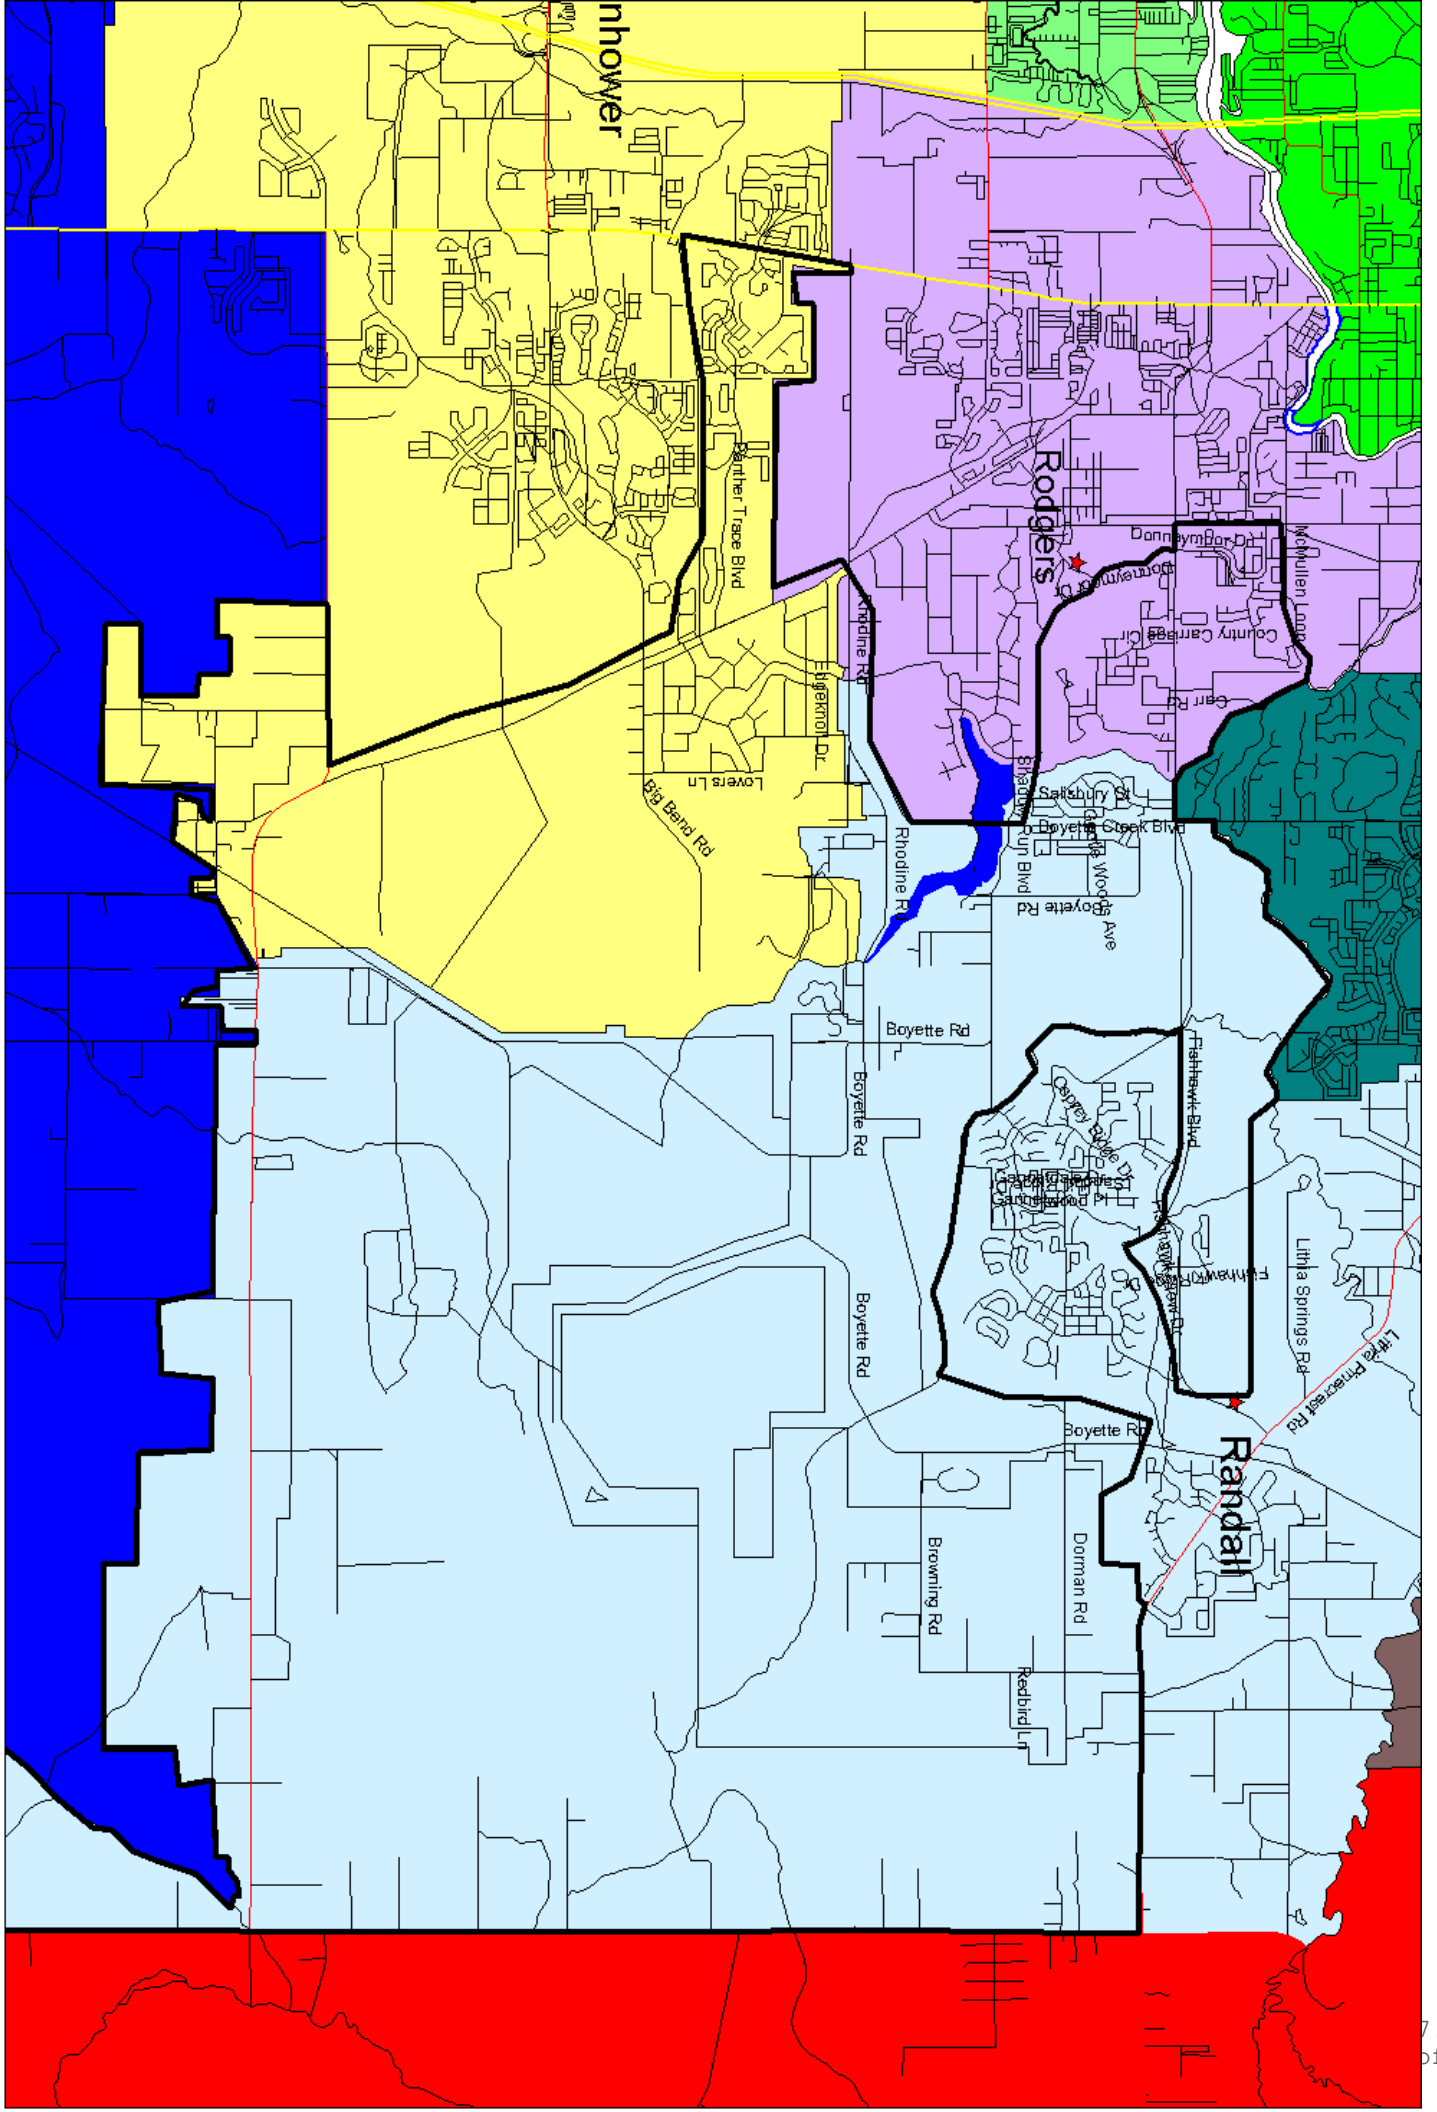 nhower
Rodgers
Randall
McMullen Loop
Donneymoor Dr
Country Carriage Cir
Carr Rd
Panther Trace Blvd
Rhodine Rd
Edgeknoll Dr
Lovers Ln
Big Bend Rd
Salisbury St
Boyette Creek Blvd
Rhodine Rd
Boyette Rd
Boyette Rd
Boyette Rd
Boyette Rd
Fishhawk Blvd
Osprey Ridge Dr
Lithia Springs Rd
Lithia Pinecrest Rd
Boyette Rd
Dorman Rd
Browning Rd
Redbird Ln
7
of